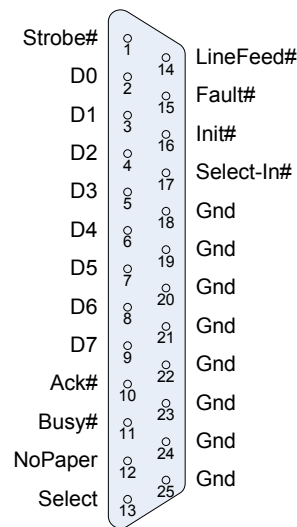 Strobe# 1
D0 2
D1 3
D2 4
D3 5
D4 6
D5 7
D6 8
D7 9
Ack# 10
Busy# 11
NoPaper 12
Select 13
14 LineFeed#
15 Fault#
16 Init#
17 Select-In#
18 Gnd
19 Gnd
20 Gnd
21 Gnd
22 Gnd
23 Gnd
24 Gnd
25 Gnd